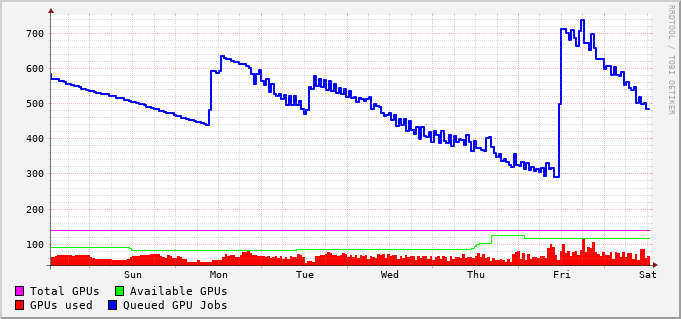 700
600
500
400
300
200
100
Sun Mon Tue Wed Thu Fri Sat
Total GPUs Available GPUs
GPUs used Queued GPU Jobs
RRDTOOL / TOBI OETIKER